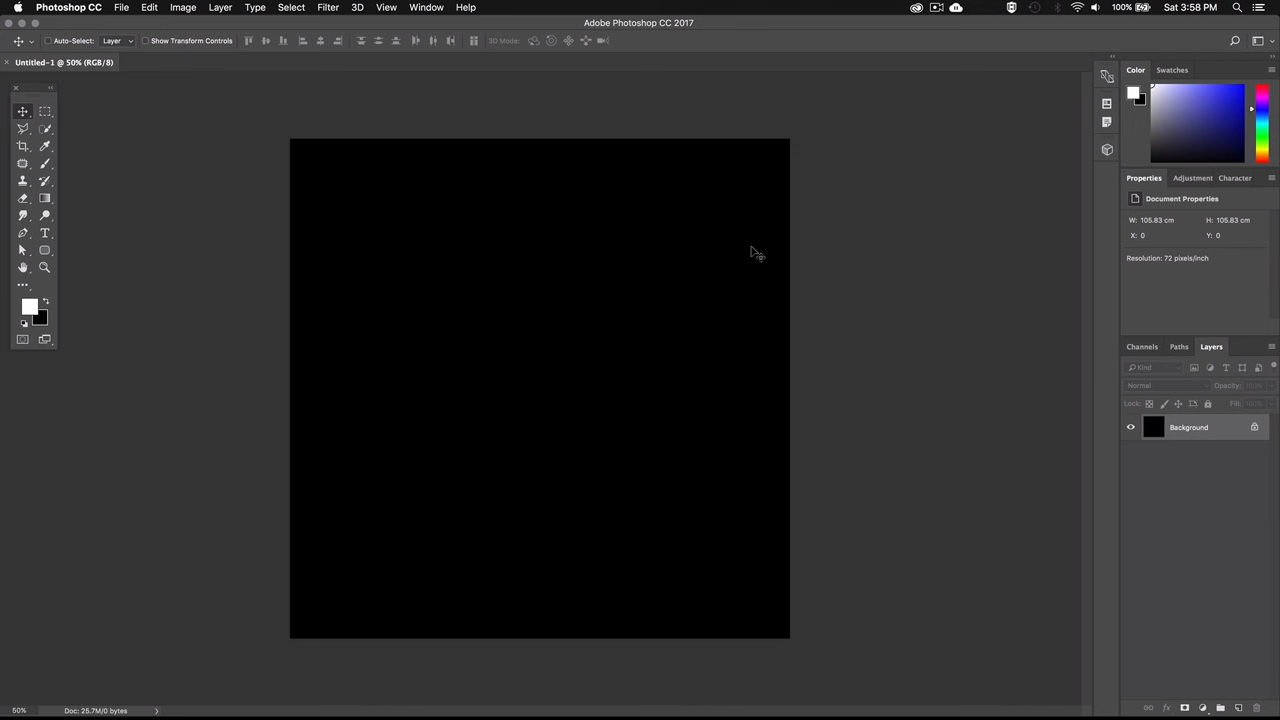 Photoshop CC File Edit Image Layer Type Select Filter 3D View Window Help 100% Sat 3:58 PM
Adobe Photoshop CC 2017
Auto-Select: Layer Show Transform Controls 3D Mode:
Untitled-1 @ 50% (RGB/8)
Color Swatches
Properties Adjustment Character
Document Properties
W: 105.83 cm H: 105.83 cm
X: 0 Y: 0
Resolution: 72 pixels/inch
Channels Paths Layers
Kind
Normal Opacity: 100%
Lock: Fill: 100%
Background
50% Doc: 25.7M/0 bytes